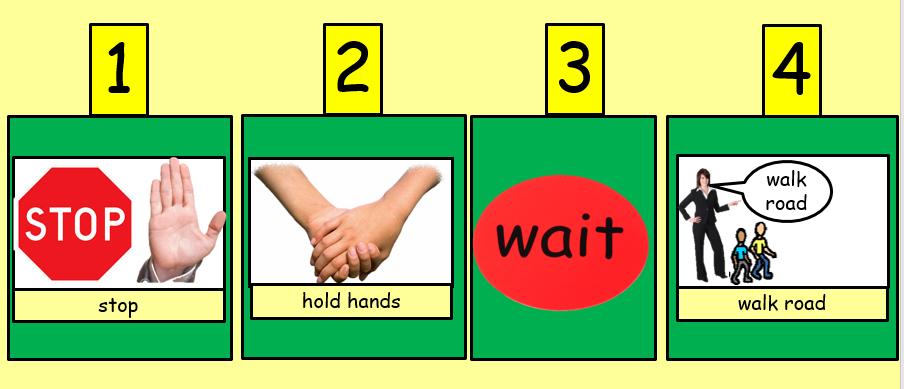 1
2
3
4
STOP
stop
hold hands
wait
walk
road
walk road